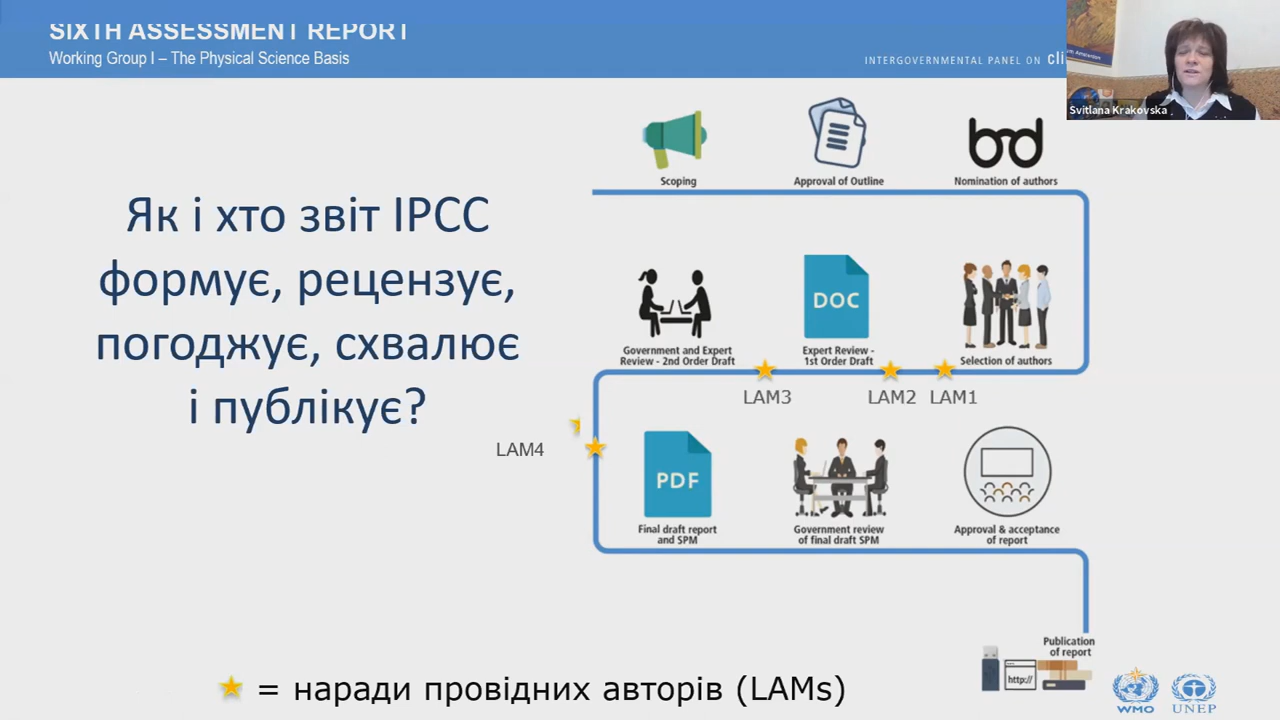 SIXTH ASSESSMENT REPORT
Working Group I – The Physical Science Basis
INTERGOVERNMENTAL PANEL ON cli
Svitlana Krakovska
Як і хто звіт IPCC
формує, рецензує,
погоджує, схвалює
і публікує?
Scoping
Approval of Outline
Nomination of authors
Government and Expert
Review - 2nd Order Draft
DOC
Expert Review -
1st Order Draft
Selection of authors
LAM3
LAM2
LAM1
LAM4
PDF
Final draft report
and SPM
Government review
of final draft SPM
Approval & acceptance
of report
Publication
of report
http://
= наради провідних авторів (LAMs)
WMO
UNEP